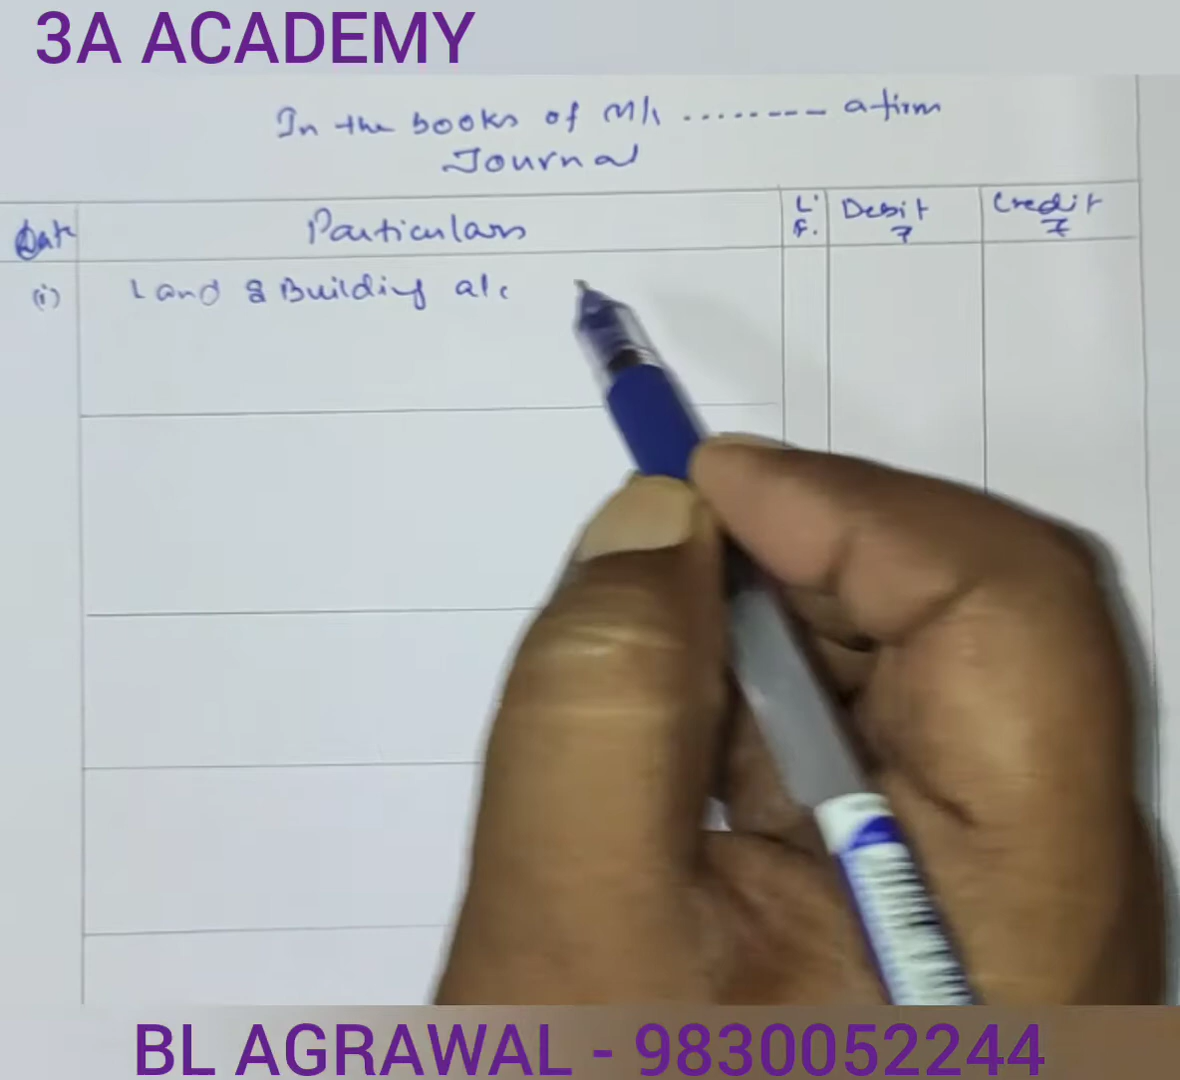 3A ACADEMY
In the books of M/s ........--- a firm
Journal
Date Particulars L.F. Debit ₹ Credit ₹
(i) Land & Building a/c
BL AGRAWAL - 9830052244